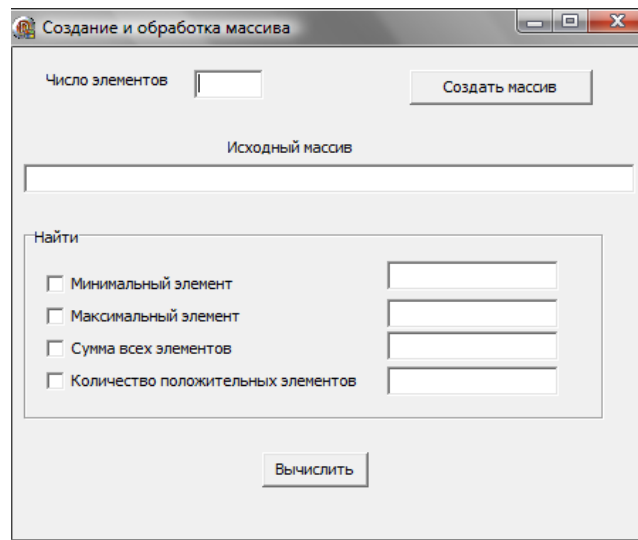 Создание и обработка массива
Число элементов
Создать массив
Исходный массив
Найти
Минимальный элемент
Максимальный элемент
Сумма всех элементов
Количество положительных элементов
Вычислить